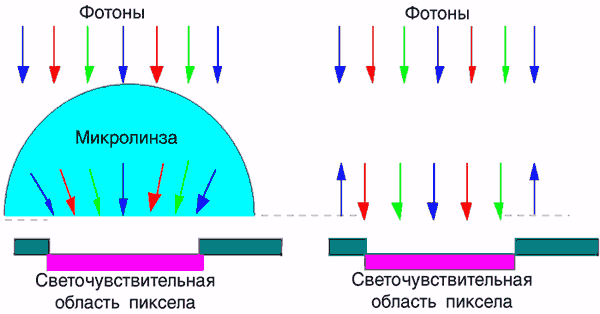 Фотоны
Фотоны
Микролинза
Светочувствительная
область пиксела
Светочувствительная
область пиксела